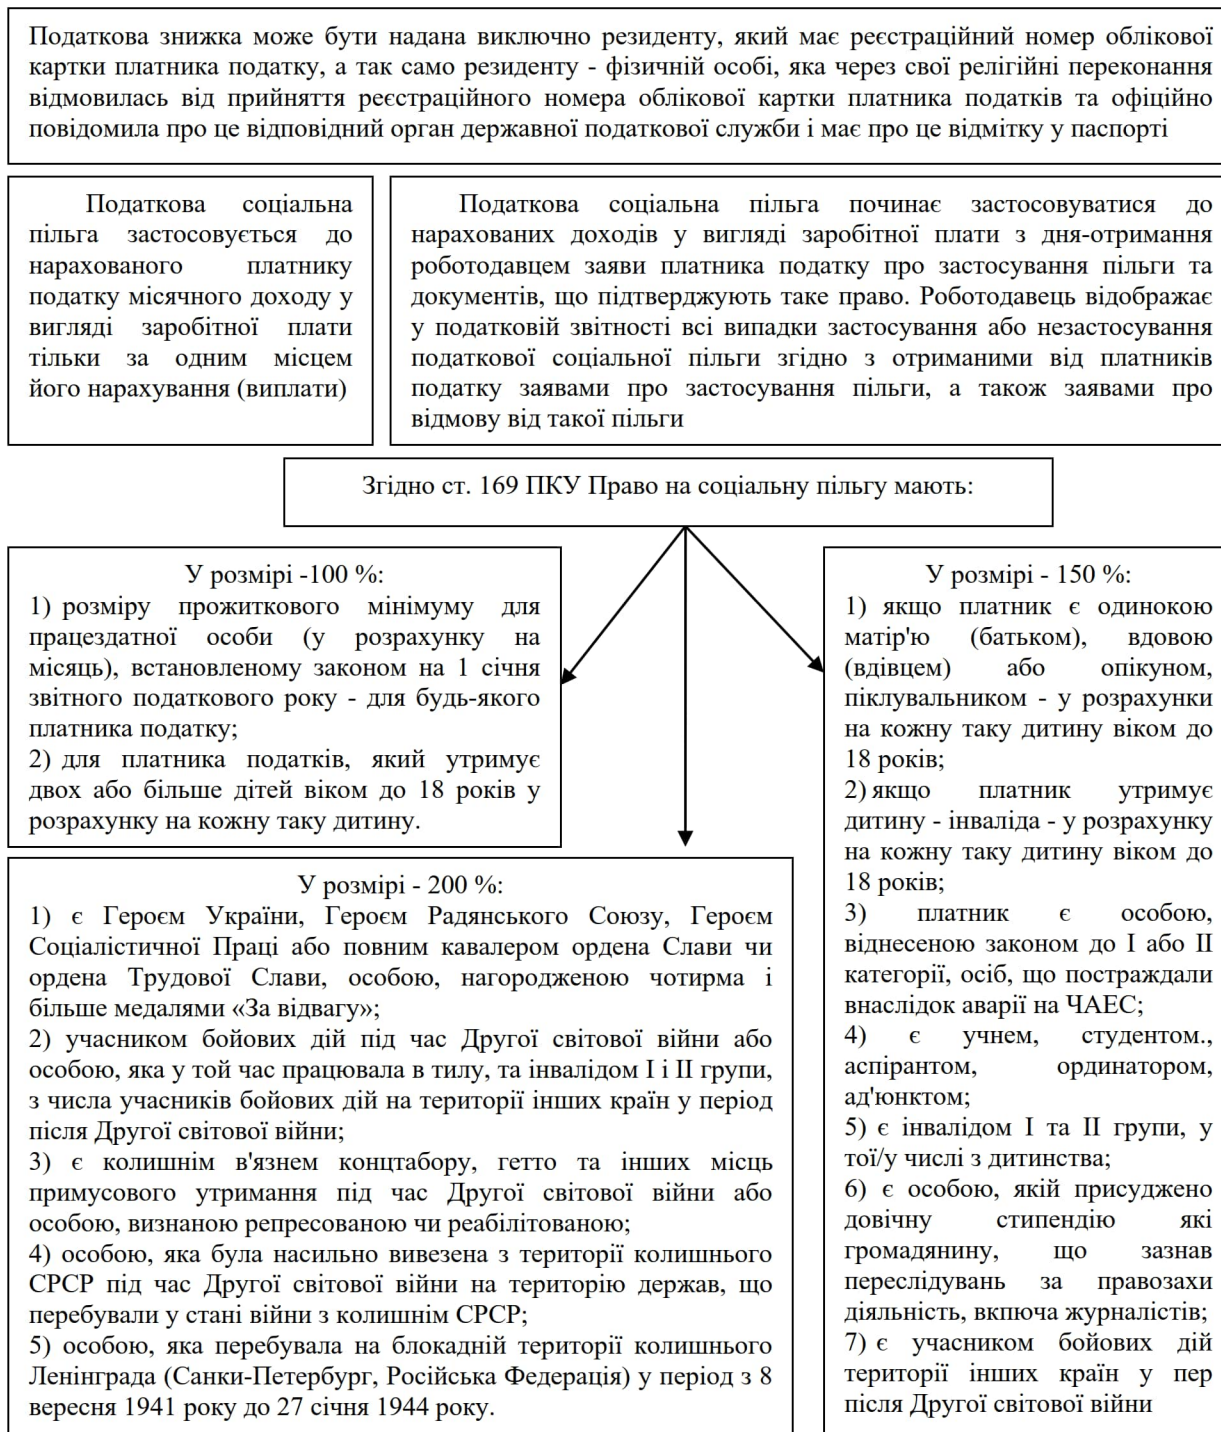 Податкова знижка може бути надана виключно резиденту, який має реєстраційний номер облікової
картки платника податку, а так само резиденту - фізичній особі, яка через свої релігійні переконання
відмовилась від прийняття реєстраційного номера облікової картки платника податків та офіційно
повідомила про це відповідний орган державної податкової служби і має про це відмітку у паспорті
Податкова соціальна
пільга застосовується до
нарахованого платнику
податку місячного доходу у
вигляді заробітної плати
тільки за одним місцем
його нарахування (виплати)
Податкова соціальна пільга починає застосовуватися до
нарахованих доходів у вигляді заробітної плати з дня-отримання
роботодавцем заяви платника податку про застосування пільги та
документів, що підтверджують таке право. Роботодавець відображає
у податковій звітності всі випадки застосування або незастосування
податкової соціальної пільги згідно з отриманими від платників
податку заявами про застосування пільги, а також заявами про
відмову від такої пільги
Згідно ст. 169 ПКУ Право на соціальну пільгу мають:
У розмірі -100 %:
1) розміру прожиткового мінімуму для
працездатної особи (у розрахунку на
місяць), встановленому законом на 1 січня
звітного податкового року - для будь-якого
платника податку;
2) для платника податків, який утримує
двох або більше дітей віком до 18 років у
розрахунку на кожну таку дитину.
У розмірі - 200 %:
1) є Героєм України, Героєм Радянського Союзу, Героєм
Соціалістичної Праці або повним кавалером ордена Слави чи
ордена Трудової Слави, особою, нагородженою чотирма і
більше медалями «За відвагу»;
2) учасником бойових дій під час Другої світової війни або
особою, яка у той час працювала в тилу, та інвалідом І і ІІ групи,
з числа учасників бойових дій на території інших країн у період
після Другої світової війни;
3) є колишнім в'язнем концтабору, гетто та інших місць
примусового утримання під час Другої світової війни або
особою, визнаною репресованою чи реабілітованою;
4) особою, яка була насильно вивезена з території колишнього
СРСР під час Другої світової війни на територію держав, що
перебували у стані війни з колишнім СРСР;
5) особою, яка перебувала на блокадній території колишнього
Ленінграда (Санки-Петербург, Російська Федерація) у період з 8
вересня 1941 року до 27 січня 1944 року.
У розмірі - 150 %:
1) якщо платник є одинокою
матір'ю (батьком), вдовою
(вдівцем) або опікуном,
піклувальником - у розрахунки
на кожну таку дитину віком до
18 років;
2) якщо платник утримує
дитину - інваліда - у розрахунку
на кожну таку дитину віком до
18 років;
3) платник є особою,
віднесеною законом до І або ІІ
категорії, осіб, що постраждали
внаслідок аварії на ЧАЕС;
4) є учнем, студентом.,
аспірантом, ординатором,
ад'юнктом;
5) є інвалідом І та ІІ групи, у
тої/у числі з дитинства;
6) є особою, якій присуджено
довічну стипендію які
громадянину, що зазнав
переслідувань за правозахи
діяльність, вкпюча журналістів;
7) є учасником бойових дій
території інших країн у пер
після Другої світової війни